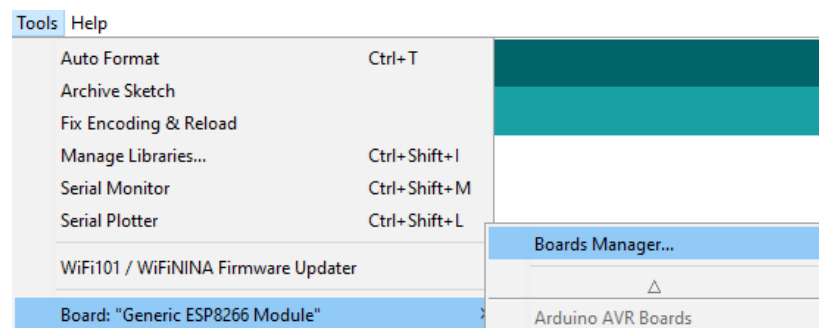 Tools Help
Auto Format Ctrl+T
Archive Sketch
Fix Encoding & Reload
Manage Libraries... Ctrl+Shift+I
Serial Monitor Ctrl+Shift+M
Serial Plotter Ctrl+Shift+L
Boards Manager...
WiFi101 / WiFiNINA Firmware Updater
Board: "Generic ESP8266 Module"
Arduino AVR Boards